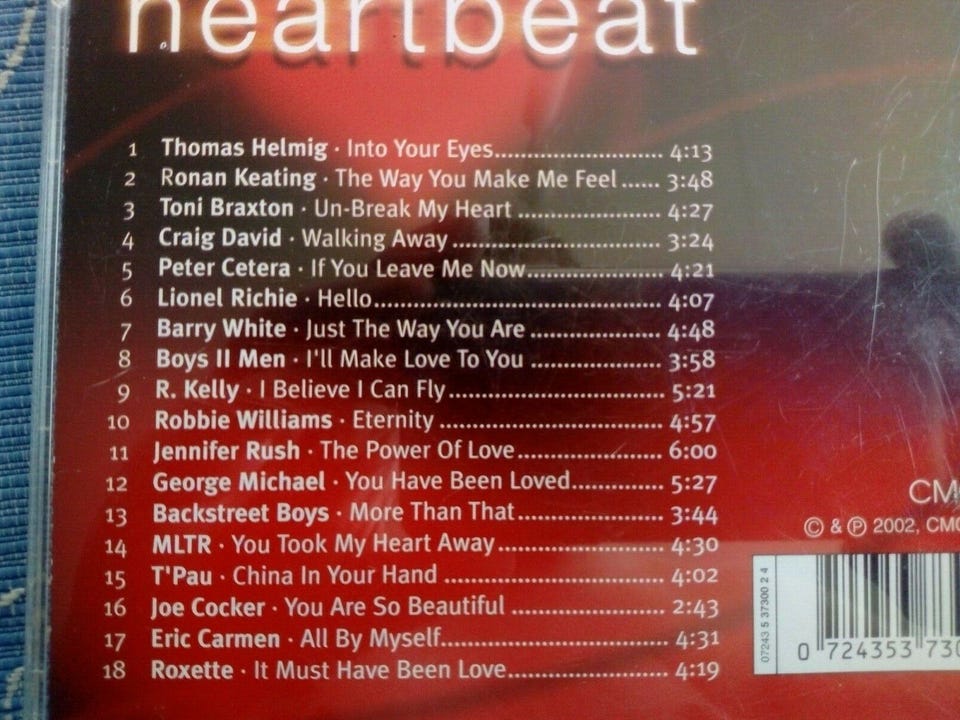 heartbeat
1 Thomas Helmig · Into Your Eyes.......................... 4:13
2 Ronan Keating · The Way You Make Me Feel ...... 3:48
3 Toni Braxton · Un-Break My Heart ...................... 4:27
4 Craig David · Walking Away ................................ 3:24
5 Peter Cetera · If You Leave Me Now..................... 4:21
6 Lionel Richie · Hello............................................ 4:07
7 Barry White · Just The Way You Are .................... 4:48
8 Boys II Men · I'll Make Love To You .................... 3:58
9 R. Kelly · I Believe I Can Fly................................. 5:21
10 Robbie Williams · Eternity .................................. 4:57
11 Jennifer Rush · The Power Of Love...................... 6:00
12 George Michael · You Have Been Loved.............. 5:27
13 Backstreet Boys · More Than That ...................... 3:44
14 MLTR · You Took My Heart Away......................... 4:30
15 T'Pau · China In Your Hand ................................. 4:02
16 Joe Cocker · You Are So Beautiful ....................... 2:43
17 Eric Carmen · All By Myself.................................. 4:31
18 Roxette · It Must Have Been Love........................ 4:19
CMC
© & ℗ 2002, CMC
07243 5 37300 2 4
0 724353 730